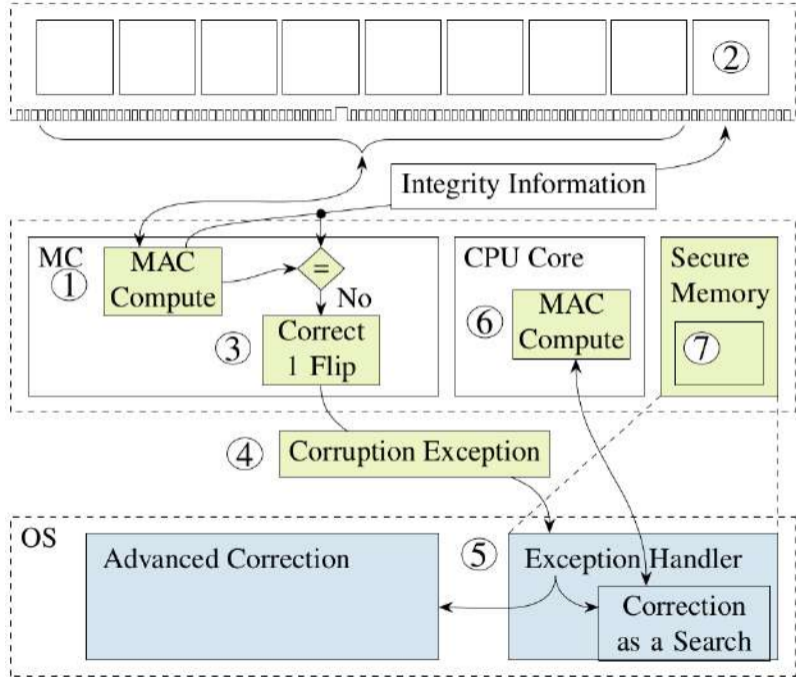 ②
Integrity Information
MC
①
MAC
Compute
=
No
③
Correct
1 Flip
CPU Core
⑥
MAC
Compute
Secure
Memory
⑦
④
Corruption Exception
OS
Advanced Correction
⑤
Exception Handler
Correction
as a Search